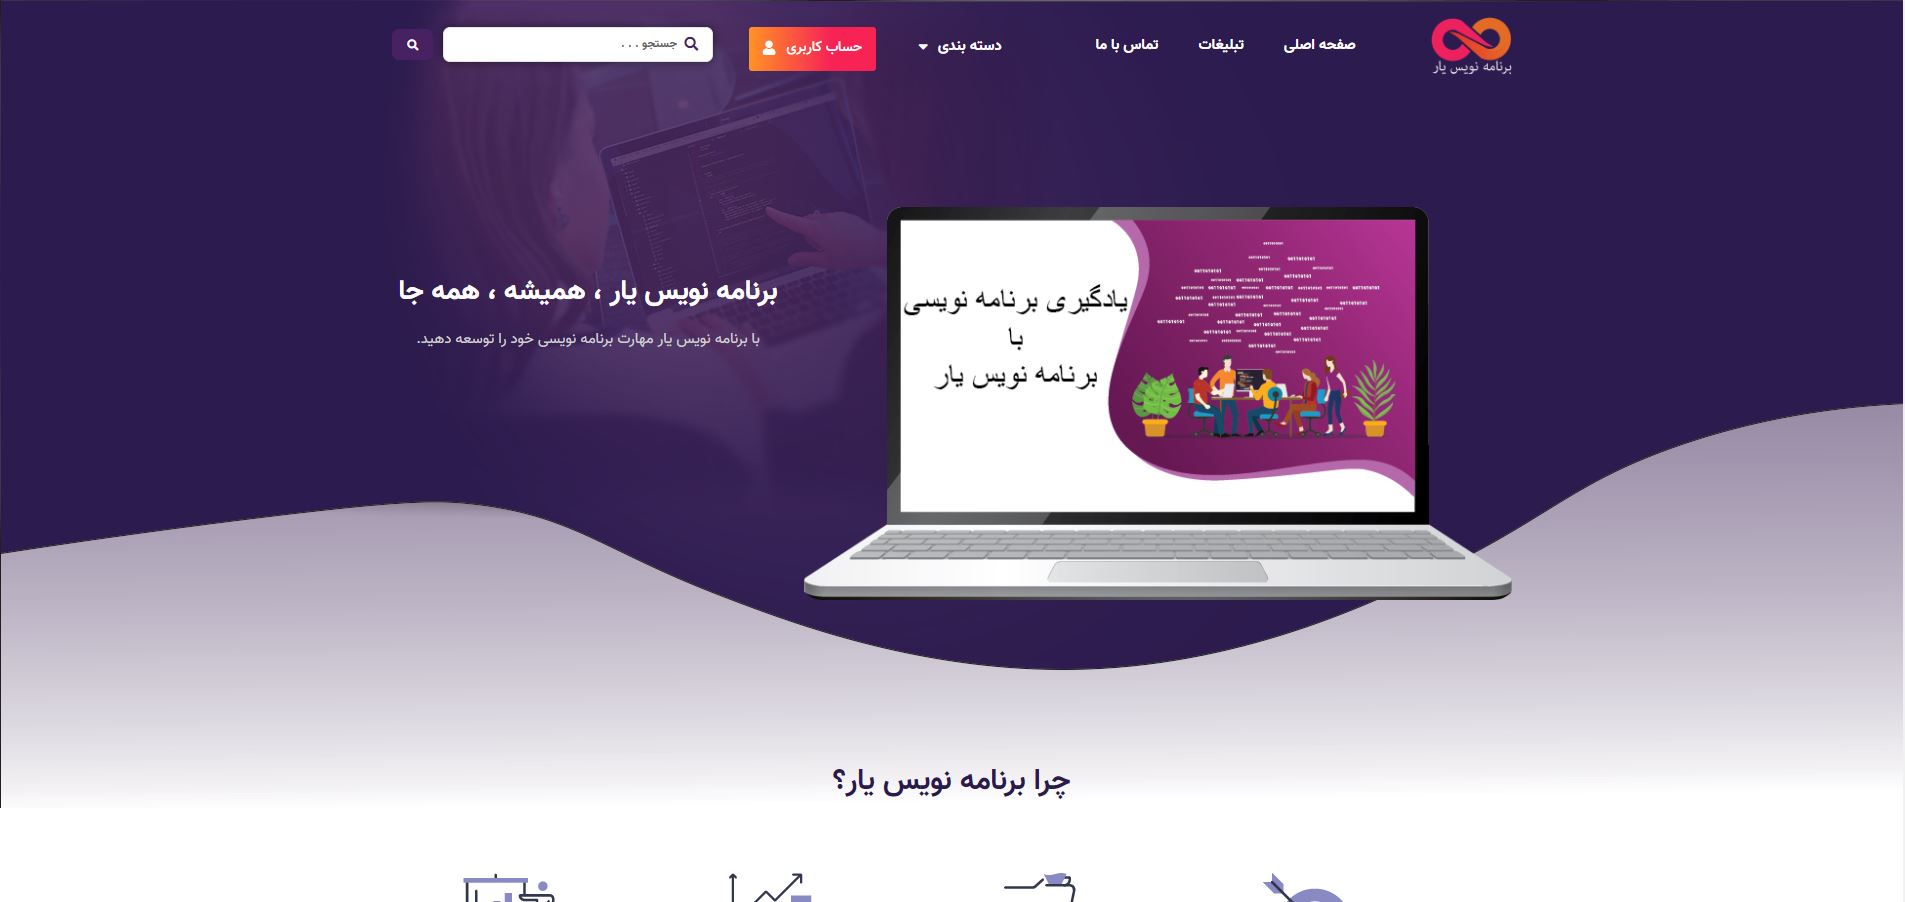 برنامه نویس یار
صفحه اصلی
تبلیغات
تماس با ما
دسته بندی
حساب کاربری
جستجو . . .
برنامه نویس یار ، همیشه ، همه جا
با برنامه نویس یار مهارت برنامه نویسی خود را توسعه دهید.
یادگیری برنامه نویسی
با
برنامه نویس یار
چرا برنامه نویس یار؟